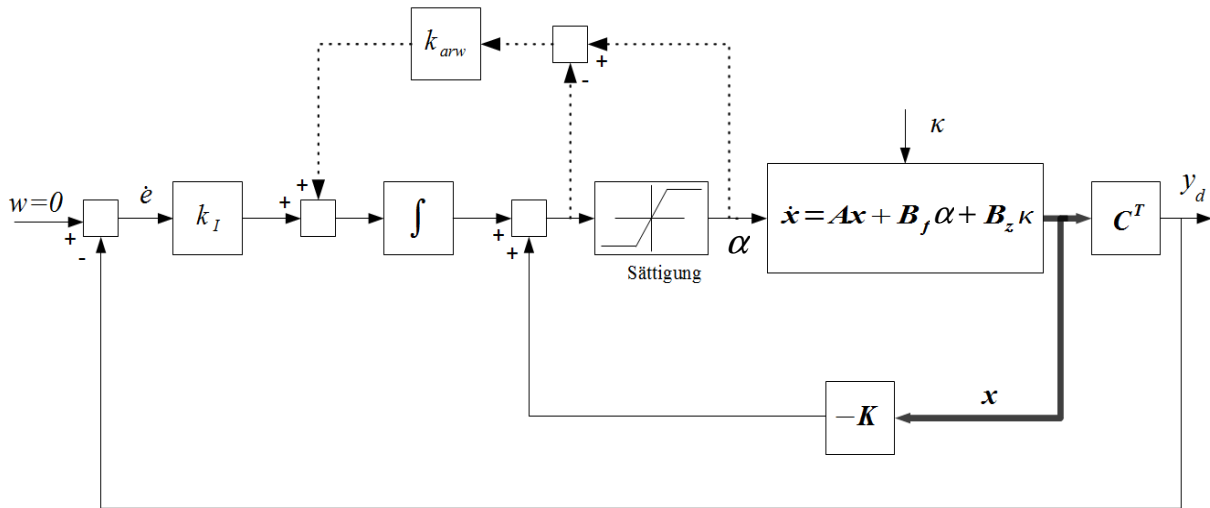 k_arw
+
-
κ
w=0
+
-
ė
k_I
+
+
∫
+
+
Sättigung
α
ẋ=Ax+B_f α+B_z κ
C^T
y_d
−K
x